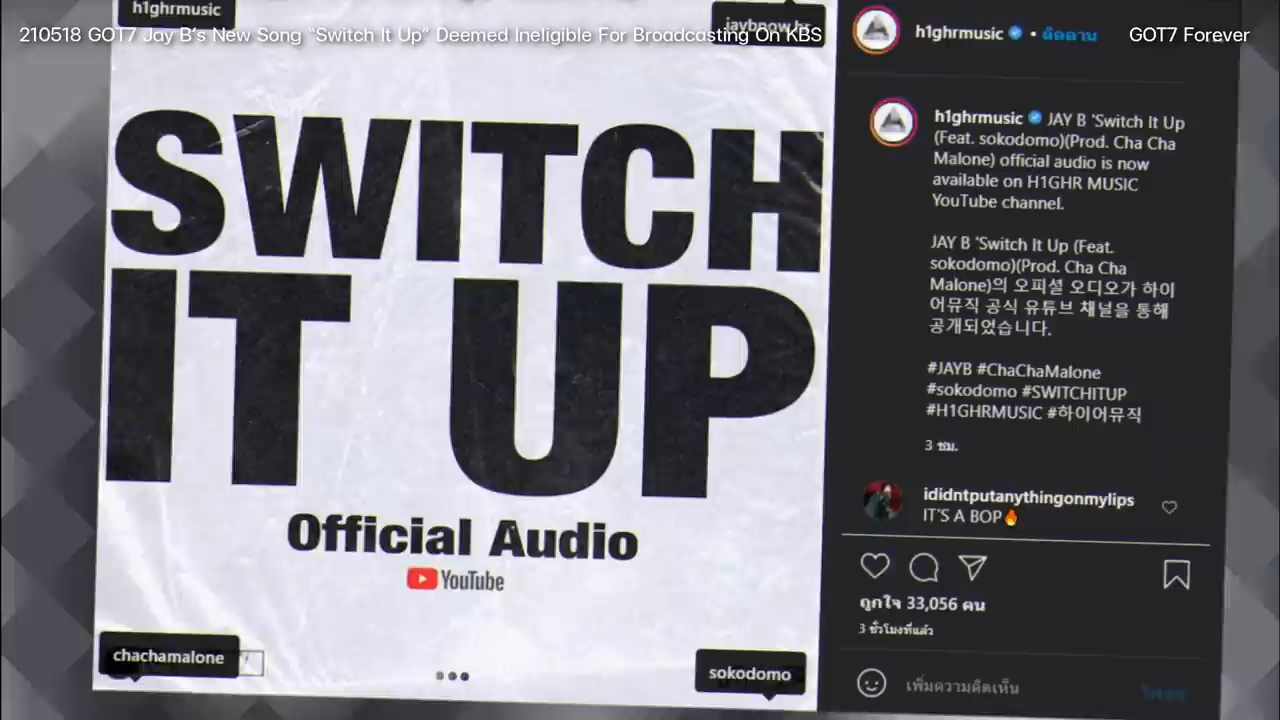 h1ghrmusic
jaybnow.hr
210518 GOT7 Jay B's New Song "Switch It Up" Deemed Ineligible For Broadcasting On KBS
GOT7 Forever
SWITCH
IT UP
Official Audio
YouTube
chachamalone
sokodomo
h1ghrmusic • ติดตาม
h1ghrmusic JAY B 'Switch It Up
(Feat. sokodomo)(Prod. Cha Cha
Malone) official audio is now
available on H1GHR MUSIC
YouTube channel.
JAY B 'Switch It Up (Feat.
sokodomo)(Prod. Cha Cha
Malone)의 오피셜 오디오가 하이
어뮤직 공식 유튜브 채널을 통해
공개되었습니다.
#JAYB #ChaChaMalone
#sokodomo #SWITCHITUP
#H1GHRMUSIC #하이어뮤직
3 ชม.
ididntputanythingonmylips
IT'S A BOP🔥
ถูกใจ 33,056 คน
3 ชั่วโมงที่แล้ว
เพิ่มความคิดเห็น
โพสต์